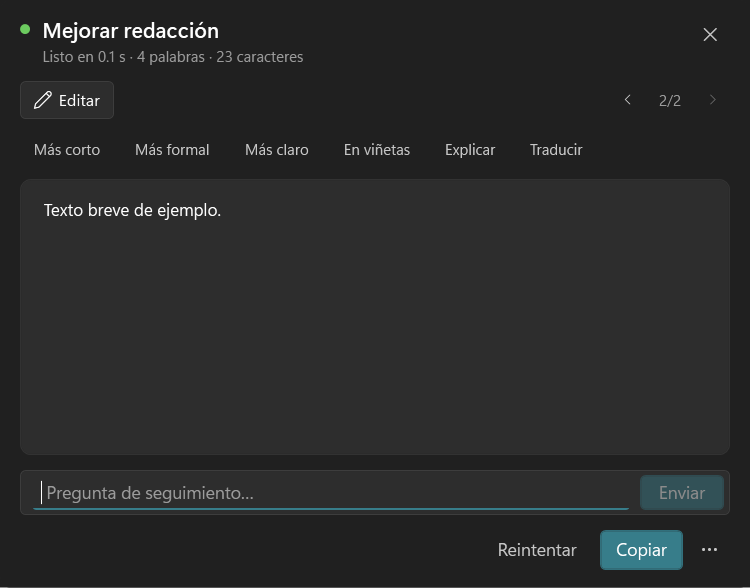 Mejorar redacción
Listo en 0.1 s · 4 palabras · 23 caracteres
Editar
2/2
Más corto Más formal Más claro En viñetas Explicar Traducir
Texto breve de ejemplo.
Pregunta de seguimiento...
Enviar
Reintentar Copiar ...